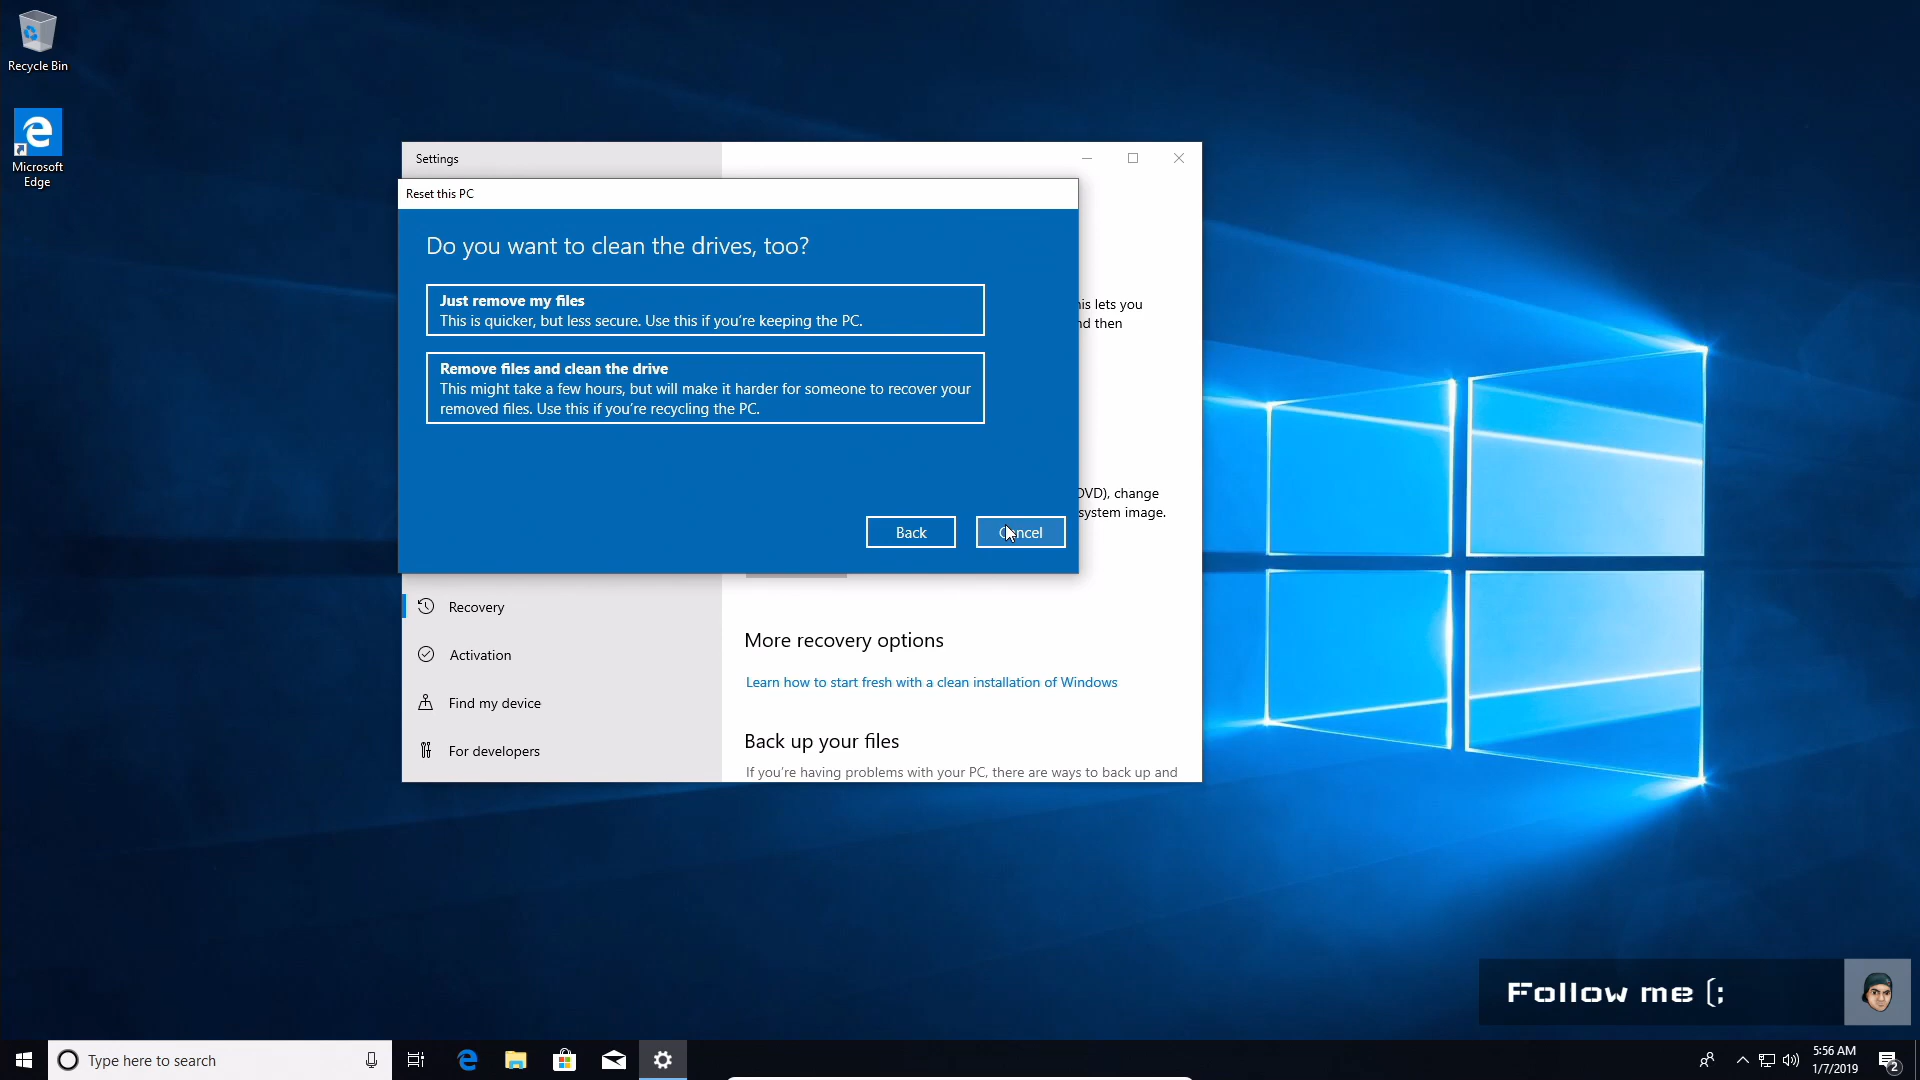 Recycle Bin
Microsoft
Edge
Settings
Reset this PC
Do you want to clean the drives, too?
Just remove my files
This is quicker, but less secure. Use this if you're keeping the PC.
Remove files and clean the drive
This might take a few hours, but will make it harder for someone to recover your
removed files. Use this if you're recycling the PC.
Back
Cancel
his lets you
nd then
DVD), change
system image.
Recovery
Activation
Find my device
For developers
More recovery options
Learn how to start fresh with a clean installation of Windows
Back up your files
If you're having problems with your PC, there are ways to back up and
Follow me (;
Type here to search
5:56 AM
1/7/2019
2